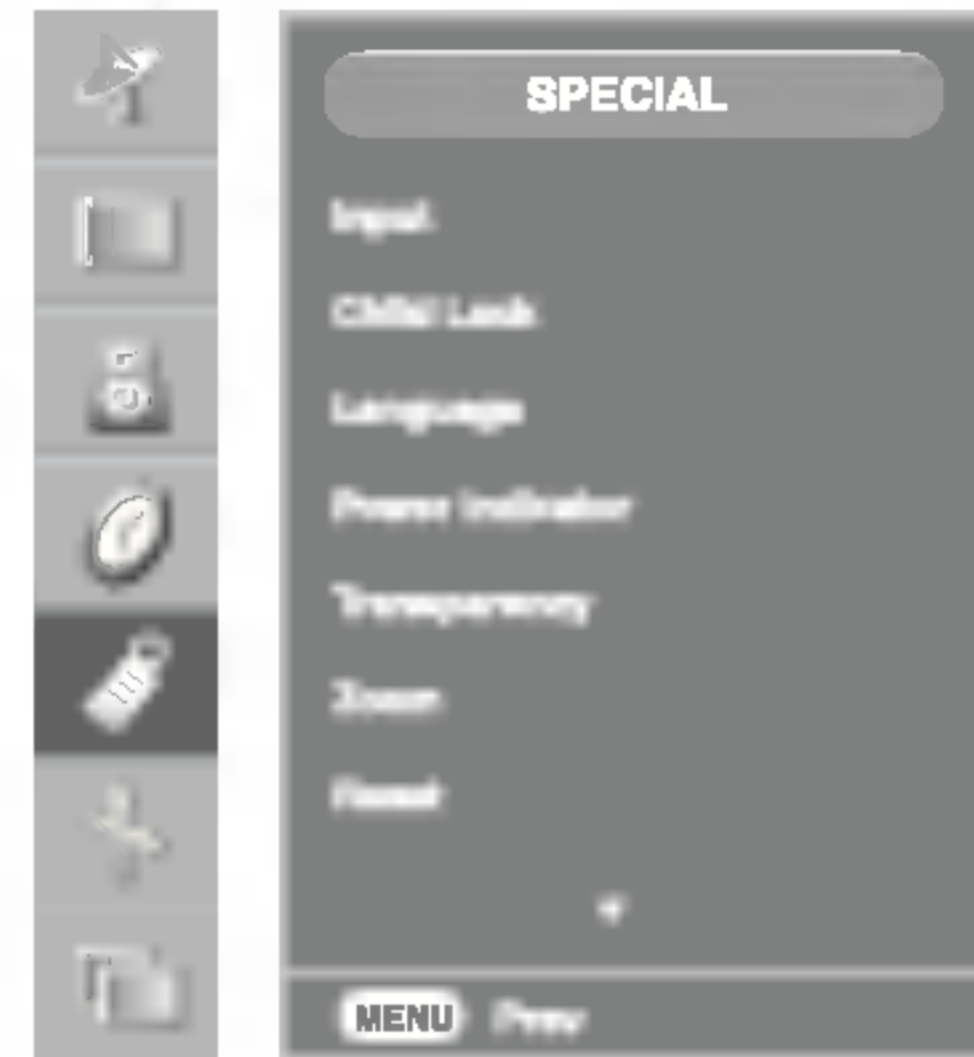 SPECIAL
Input
Child Lock
Language
Power Indicator
Transparency
Zoom
Reset
MENU Prev